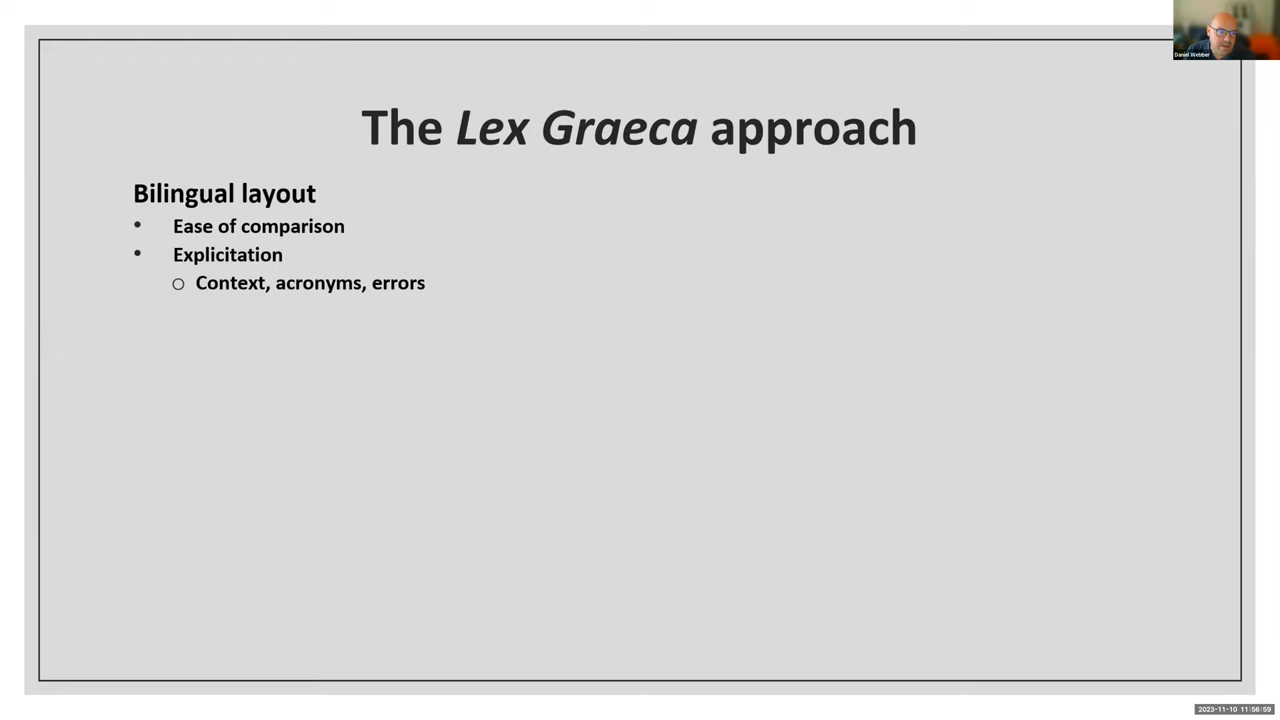 Daniel Webber
The Lex Graeca approach
Bilingual layout
• Ease of comparison
• Explicitation
○ Context, acronyms, errors
2023-11-10 11:56:59